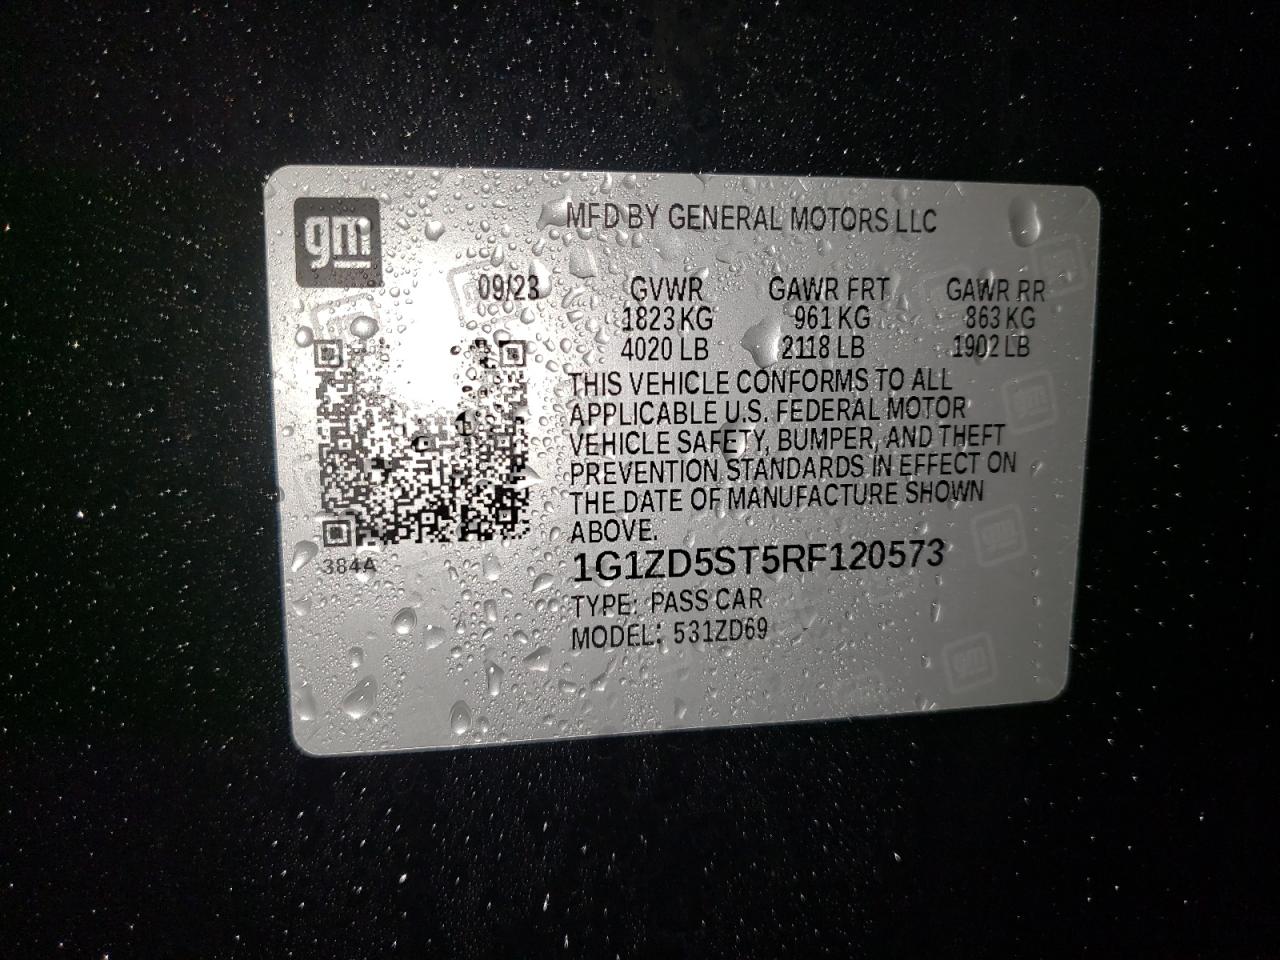 gm
MFD BY GENERAL MOTORS LLC
09/23 GVWR GAWR FRT GAWR RR
1823 KG 961 KG 863 KG
4020 LB 2118 LB 1902 LB
THIS VEHICLE CONFORMS TO ALL
APPLICABLE U.S. FEDERAL MOTOR
VEHICLE SAFETY, BUMPER, AND THEFT
PREVENTION STANDARDS IN EFFECT ON
THE DATE OF MANUFACTURE SHOWN
ABOVE.
384A
1G1ZD5ST5RF120573
TYPE: PASS CAR
MODEL: 531ZD69